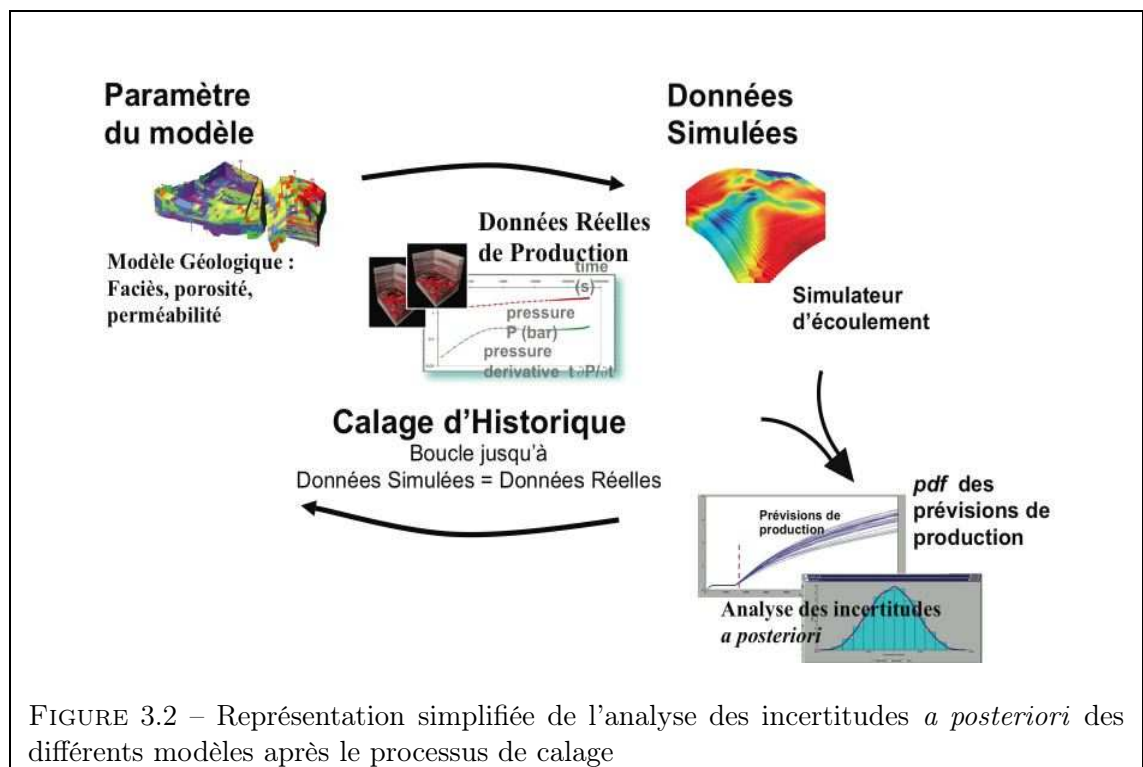 Paramètre
du modèle
Données
Simulées
Données Réelles
de Production
Modèle Géologique :
Faciès, porosité,
perméabilité
time
(s)
pressure
P (bar)
pressure
derivative t ∂P/∂t
Simulateur
d'écoulement
Calage d'Historique
Boucle jusqu'à
Données Simulées = Données Réelles
pdf des
prévisions de
production
Prévisions de
production
Analyse des incertitudes
a posteriori
FIGURE 3.2 – Représentation simplifiée de l'analyse des incertitudes a posteriori des
différents modèles après le processus de calage